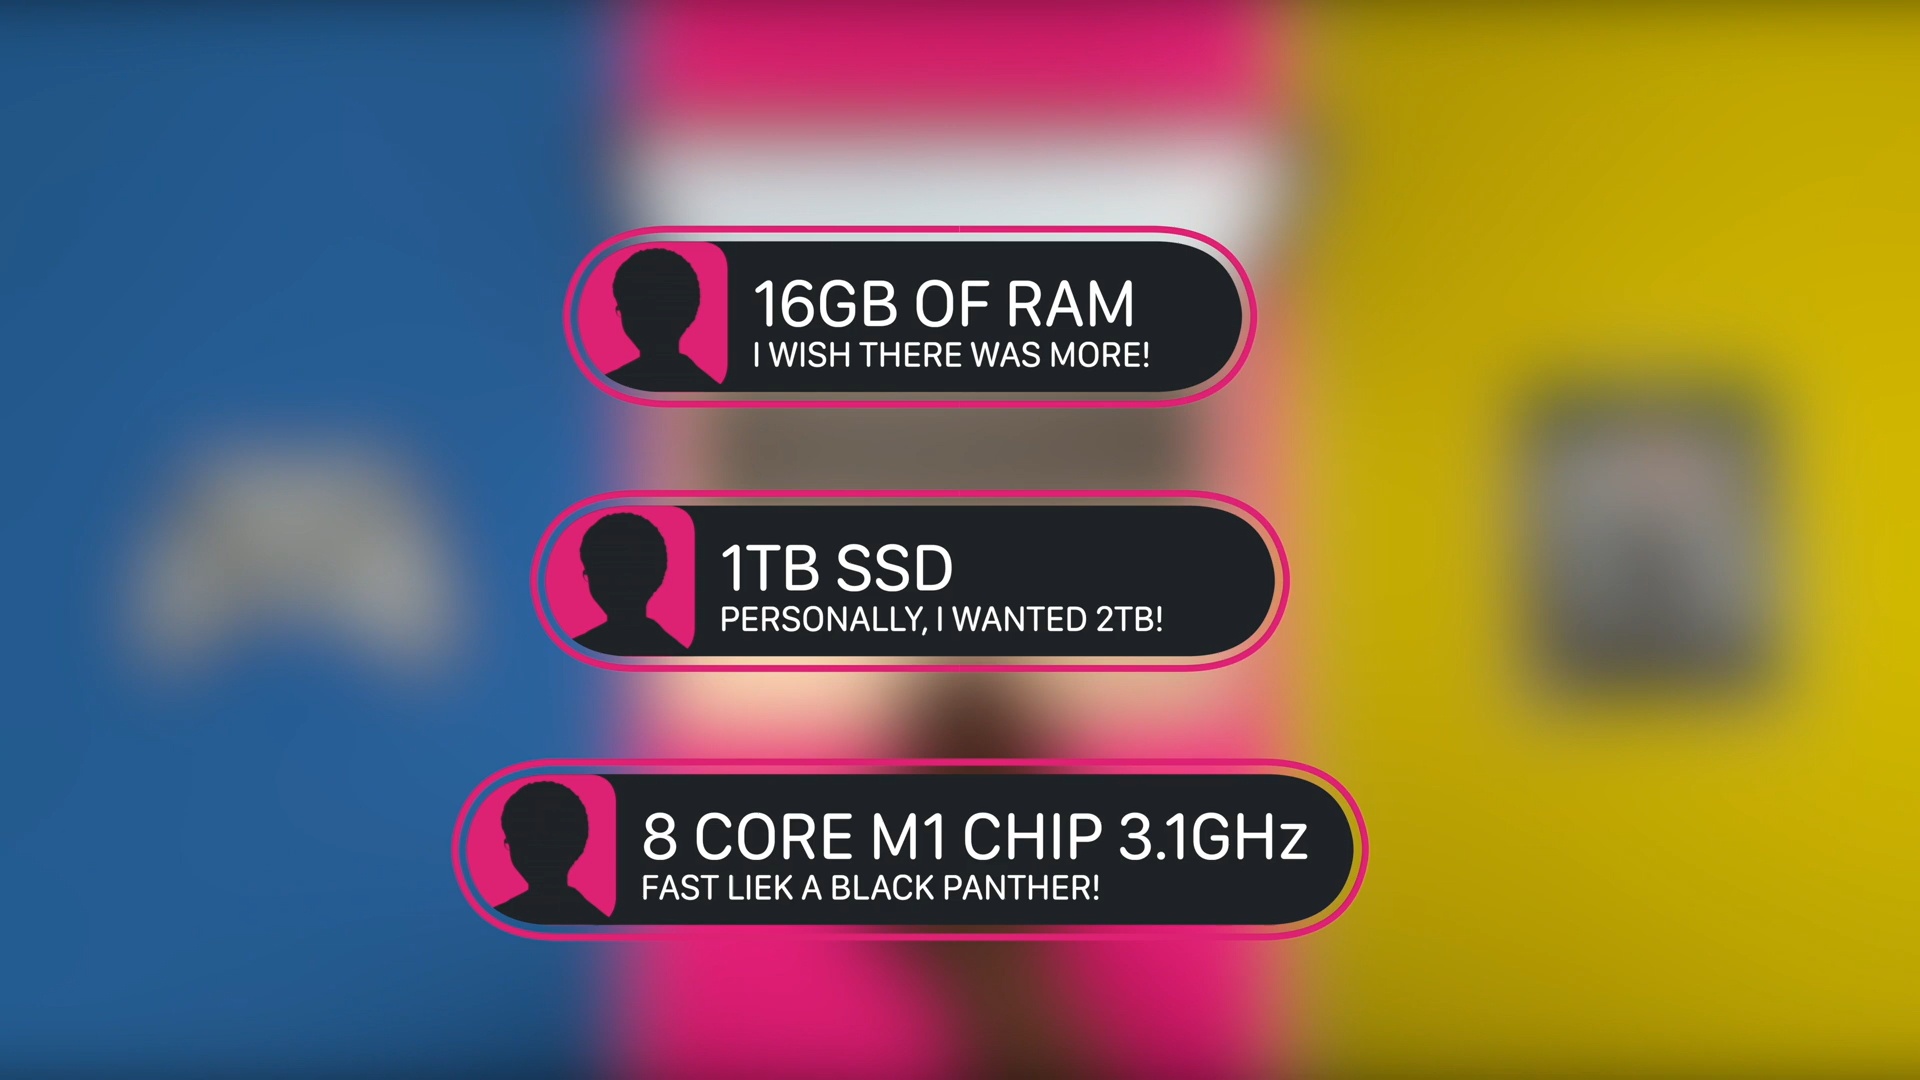 16GB OF RAM
I WISH THERE WAS MORE!
1TB SSD
PERSONALLY, I WANTED 2TB!
8 CORE M1 CHIP 3.1GHz
FAST LIEK A BLACK PANTHER!